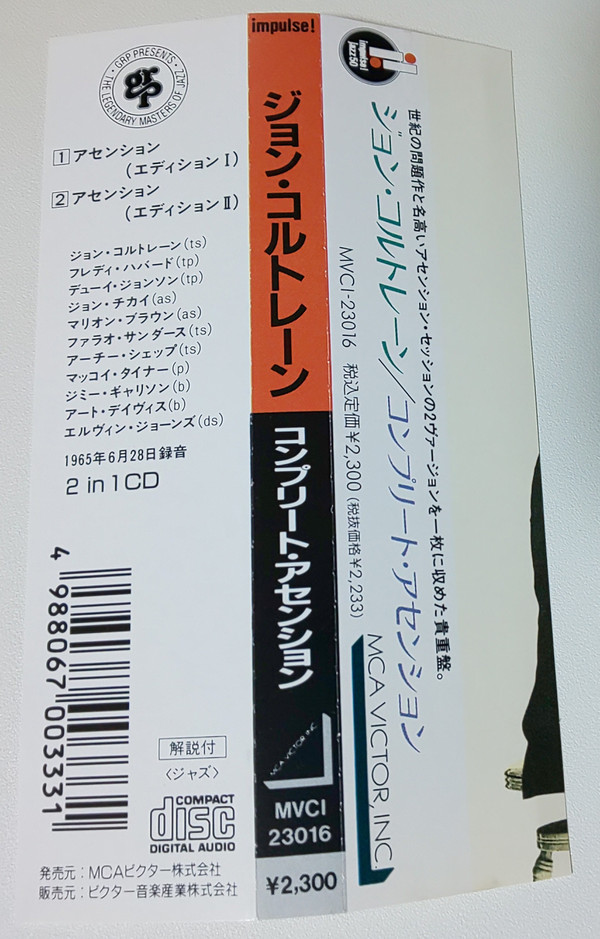 GRP PRESENTS・THE LEGENDARY MASTERS OF JAZZ・
grp
1 アセンション
(エディションⅠ)
2 アセンション
(エディションⅡ)
ジョン・コルトレーン(ts)
フレディ・ハバード(tp)
デューイ・ジョンソン(tp)
ジョン・チカイ(as)
マリオン・ブラウン(as)
ファラオ・サンダース(ts)
アーチー・シェップ(ts)
マッコイ・タイナー(p)
ジミー・ギャリソン(b)
アート・デイヴィス(b)
エルヴィン・ジョーンズ(ds)
1965年6月28日録音
2 in 1 CD
4 988067 003331
解説付
〈ジャズ〉
COMPACT
disc
DIGITAL AUDIO
発売元:MCAビクター株式会社
販売元:ビクター音楽産業株式会社
impulse!
ジョン・コルトレーン
コンプリート・アセンション
MCA VICTOR, INC.
MVCI
23016
¥2,300
impulse!
jazz50
世紀の問題作と名高いアセンション・セッションの2ヴァージョンを一枚に収めた貴重盤。
ジョン・コルトレーン/コンプリート・アセンション
MVCI-23016 税込定価¥2,300(税抜価格¥2,233)
MCA VICTOR, INC.